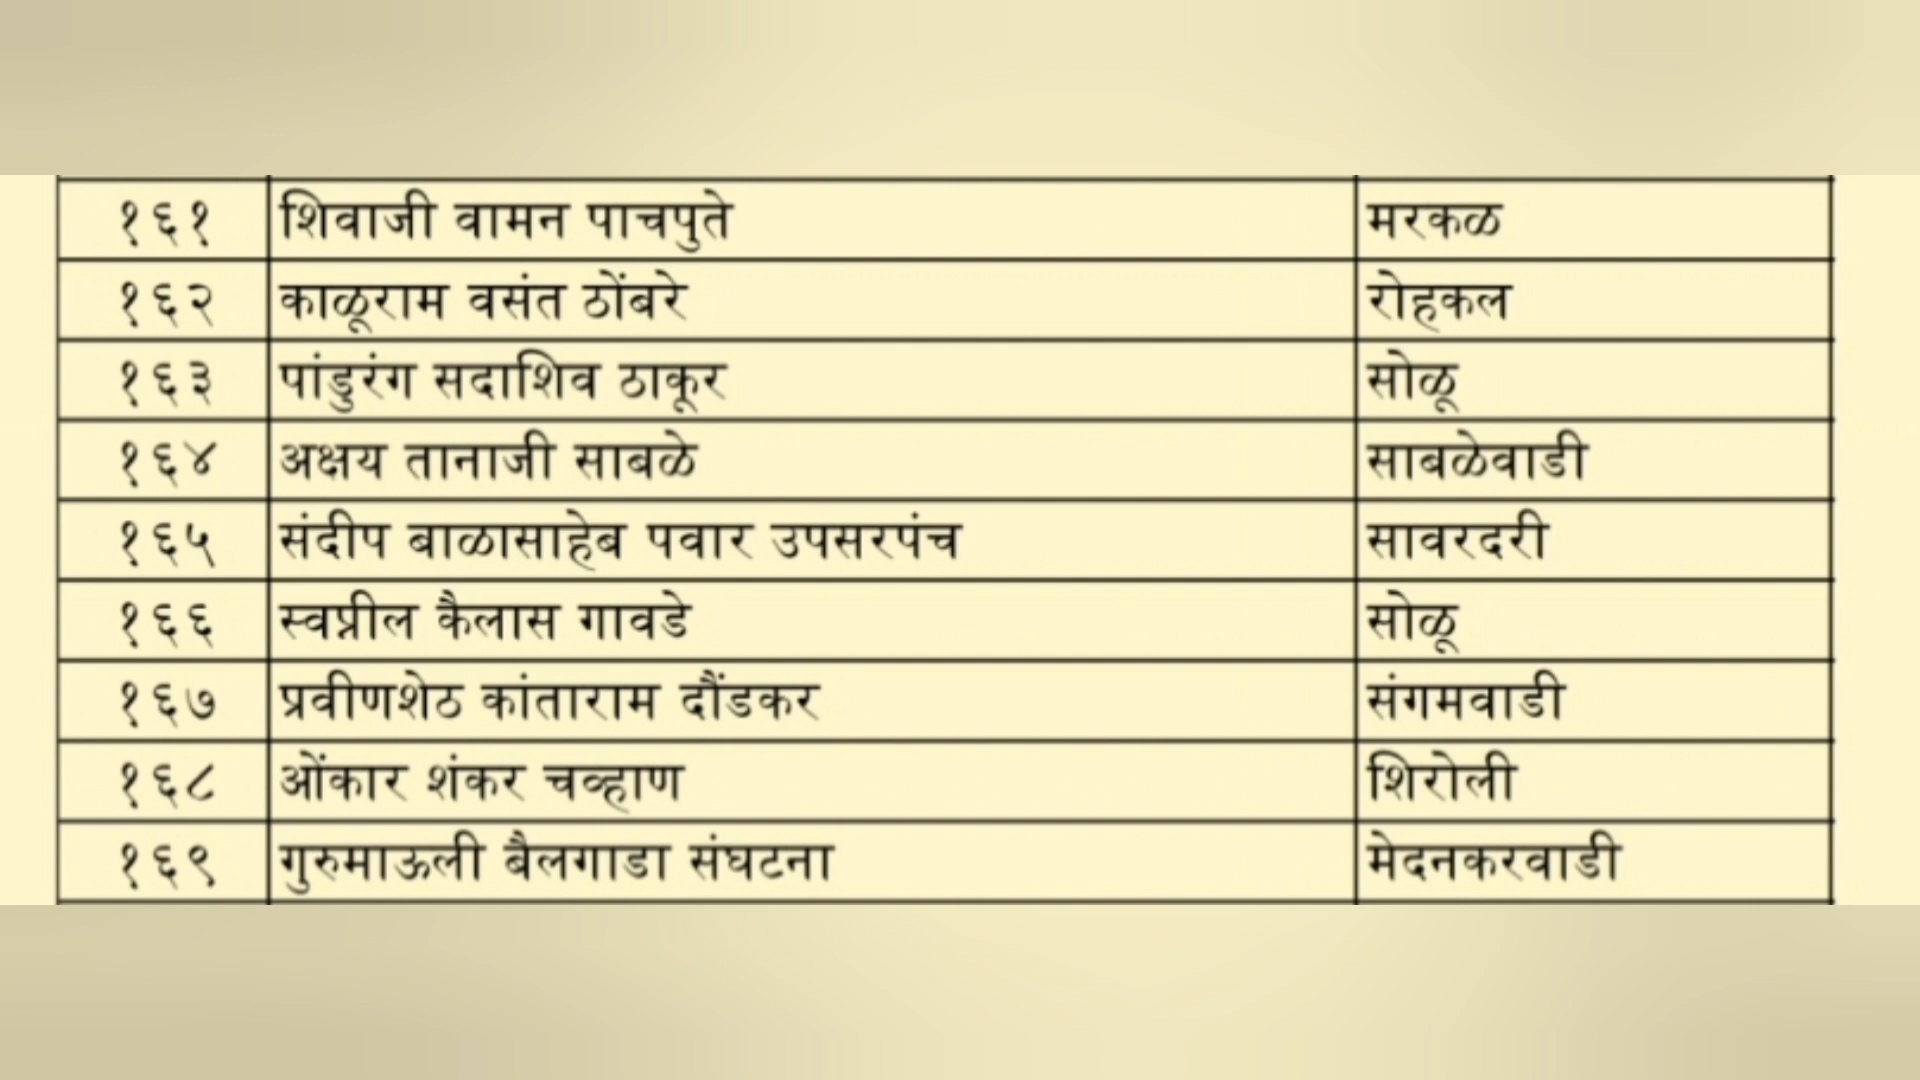 १६१ शिवाजी वामन पाचपुते मरकळ
१६२ काळूराम वसंत ठोंबरे रोहकल
१६३ पांडुरंग सदाशिव ठाकूर सोळू
१६४ अक्षय तानाजी साबळे साबळेवाडी
१६५ संदीप बाळासाहेब पवार उपसरपंच सावरदरी
१६६ स्वप्नील कैलास गावडे सोळू
१६७ प्रवीणशेठ कांताराम दौंडकर संगमवाडी
१६८ ओंकार शंकर चव्हाण शिरोली
१६९ गुरुमाऊली बैलगाडा संघटना मेदनकरवाडी